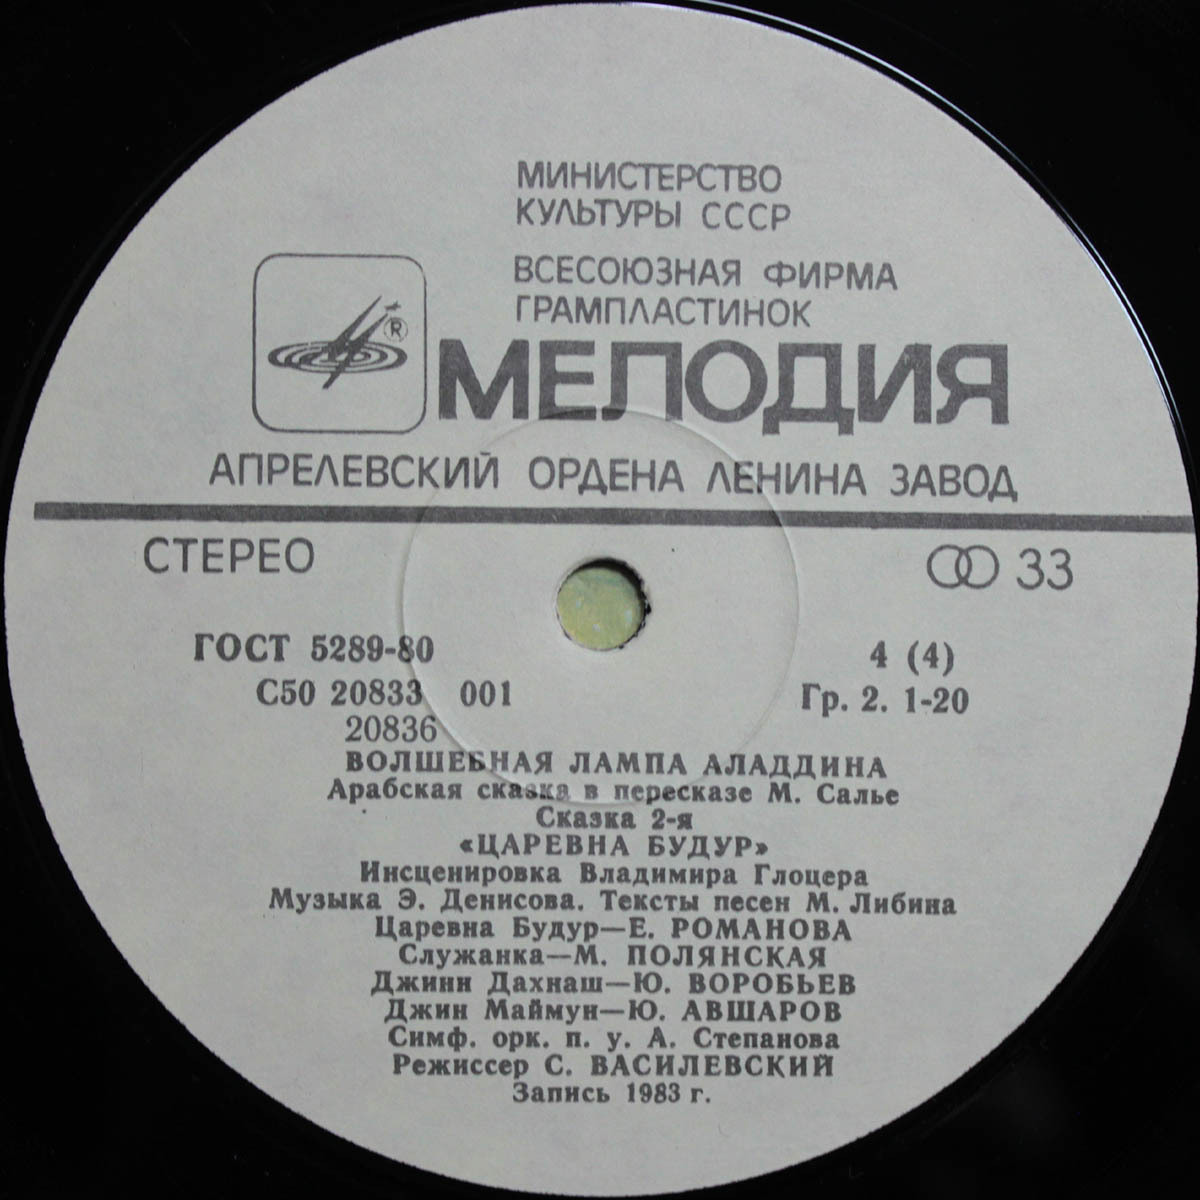 МИНИСТЕРСТВО
КУЛЬТУРЫ СССР
ВСЕСОЮЗНАЯ ФИРМА
ГРАМПЛАСТИНОК
®
МЕЛОДИЯ
АПРЕЛЕВСКИЙ ОРДЕНА ЛЕНИНА ЗАВОД
СТЕРЕО 33
ГОСТ 5289-80 4 (4)
С50 20833 001 Гр. 2. 1-20
20836
ВОЛШЕБНАЯ ЛАМПА АЛАДДИНА
Арабская сказка в пересказе М. Салье
Сказка 2-я
«ЦАРЕВНА БУДУР»
Инсценировка Владимира Глоцера
Музыка Э. Денисова. Тексты песен М. Либина
Царевна Будур—Е. РОМАНОВА
Служанка—М. ПОЛЯНСКАЯ
Джинн Дахнаш—Ю. ВОРОБЬЕВ
Джин Маймун—Ю. АВШАРОВ
Симф. орк. п. у. А. Степанова
Режиссер С. ВАСИЛЕВСКИЙ
Запись 1983 г.